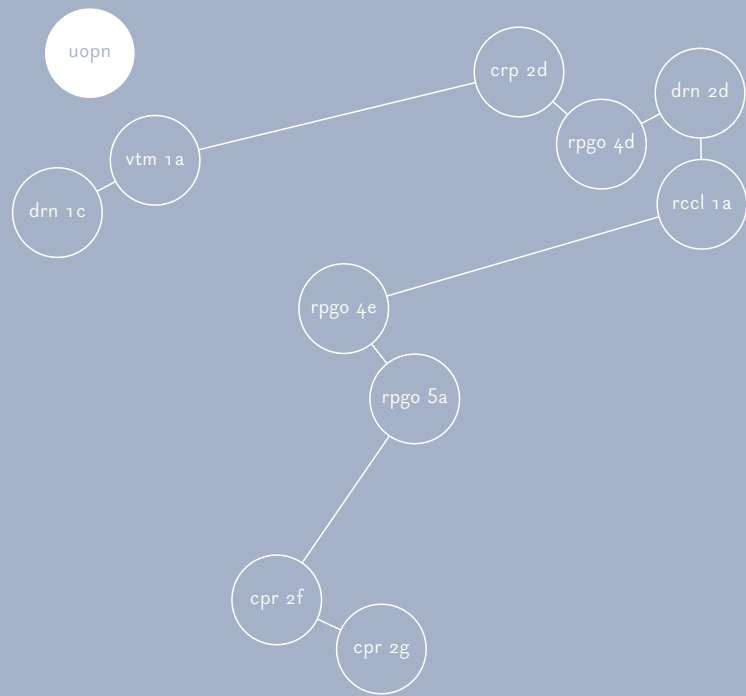 uopn
crp 2d
drn 2d
rpgo 4d
vtm 1a
drn 1c
rccl 1a
rpgo 4e
rpgo 5a
cpr 2f
cpr 2g